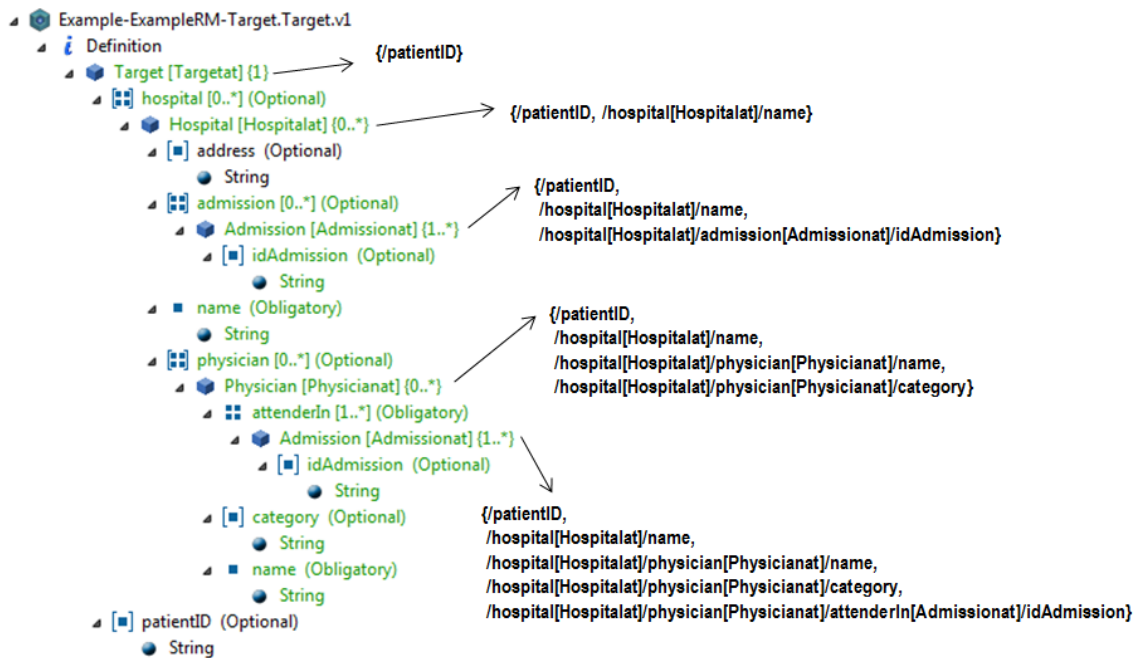 Example-ExampleRM-Target.Target.v1
i Definition
{/patientID}
Target [Targetat] {1}
hospital [0..*] (Optional)
Hospital [Hospitalat] {0..*}
{/patientID, /hospital[Hospitalat]/name}
address (Optional)
String
{/patientID,
admission [0..*] (Optional)
/hospital[Hospitalat]/name,
Admission [Admissionat] {1..*}
/hospital[Hospitalat]/admission[Admissionat]/idAdmission}
idAdmission (Optional)
String
name (Obligatory)
{/patientID,
String
/hospital[Hospitalat]/name,
physician [0..*] (Optional)
/hospital[Hospitalat]/physician[Physicianat]/name,
Physician [Physicianat] {0..*}
/hospital[Hospitalat]/physician[Physicianat]/category}
attenderIn [1..*] (Obligatory)
Admission [Admissionat] {1..*}
idAdmission (Optional)
String
category (Optional)
{/patientID,
String
/hospital[Hospitalat]/name,
/hospital[Hospitalat]/physician[Physicianat]/name,
name (Obligatory)
/hospital[Hospitalat]/physician[Physicianat]/category,
String
/hospital[Hospitalat]/physician[Physicianat]/attenderIn[Admissionat]/idAdmission}
patientID (Optional)
String